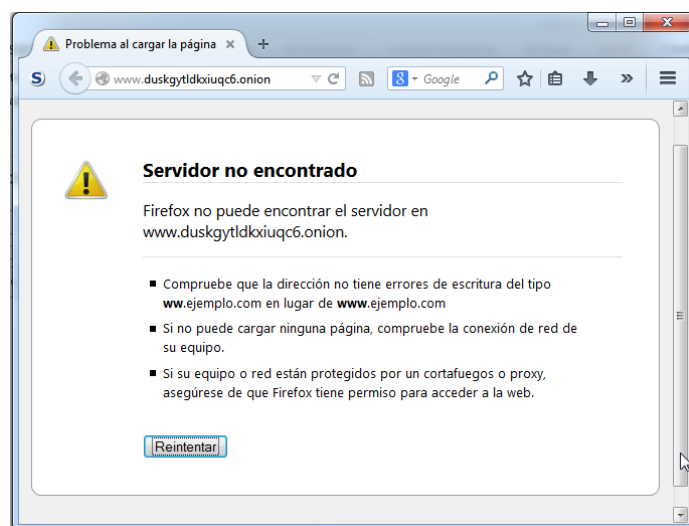 Problema al cargar la página
www.duskgytldkxiuqc6.onion
Google
Servidor no encontrado
Firefox no puede encontrar el servidor en
www.duskgytldkxiuqc6.onion.
Compruebe que la dirección no tiene errores de escritura del tipo
ww.ejemplo.com en lugar de www.ejemplo.com
Si no puede cargar ninguna página, compruebe la conexión de red de
su equipo.
Si su equipo o red están protegidos por un cortafuegos o proxy,
asegúrese de que Firefox tiene permiso para acceder a la web.
Reintentar